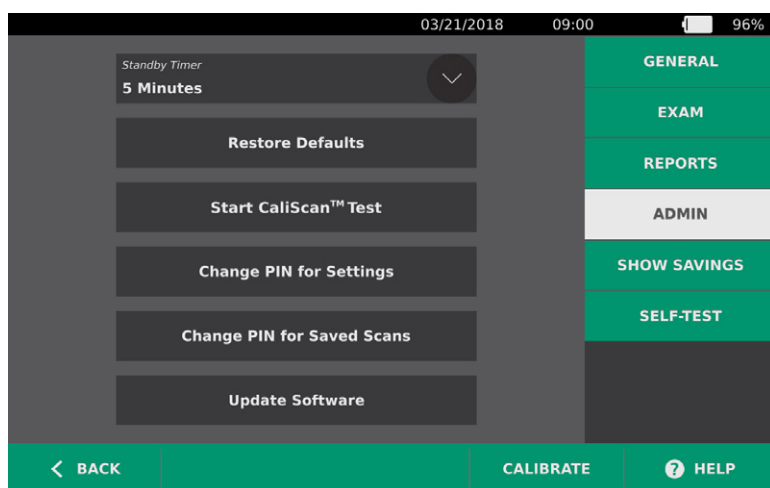 03/21/2018 09:00 96%
Standby Timer
5 Minutes
Restore Defaults
Start CaliScan™ Test
Change PIN for Settings
Change PIN for Saved Scans
Update Software
GENERAL
EXAM
REPORTS
ADMIN
SHOW SAVINGS
SELF-TEST
BACK CALIBRATE ? HELP